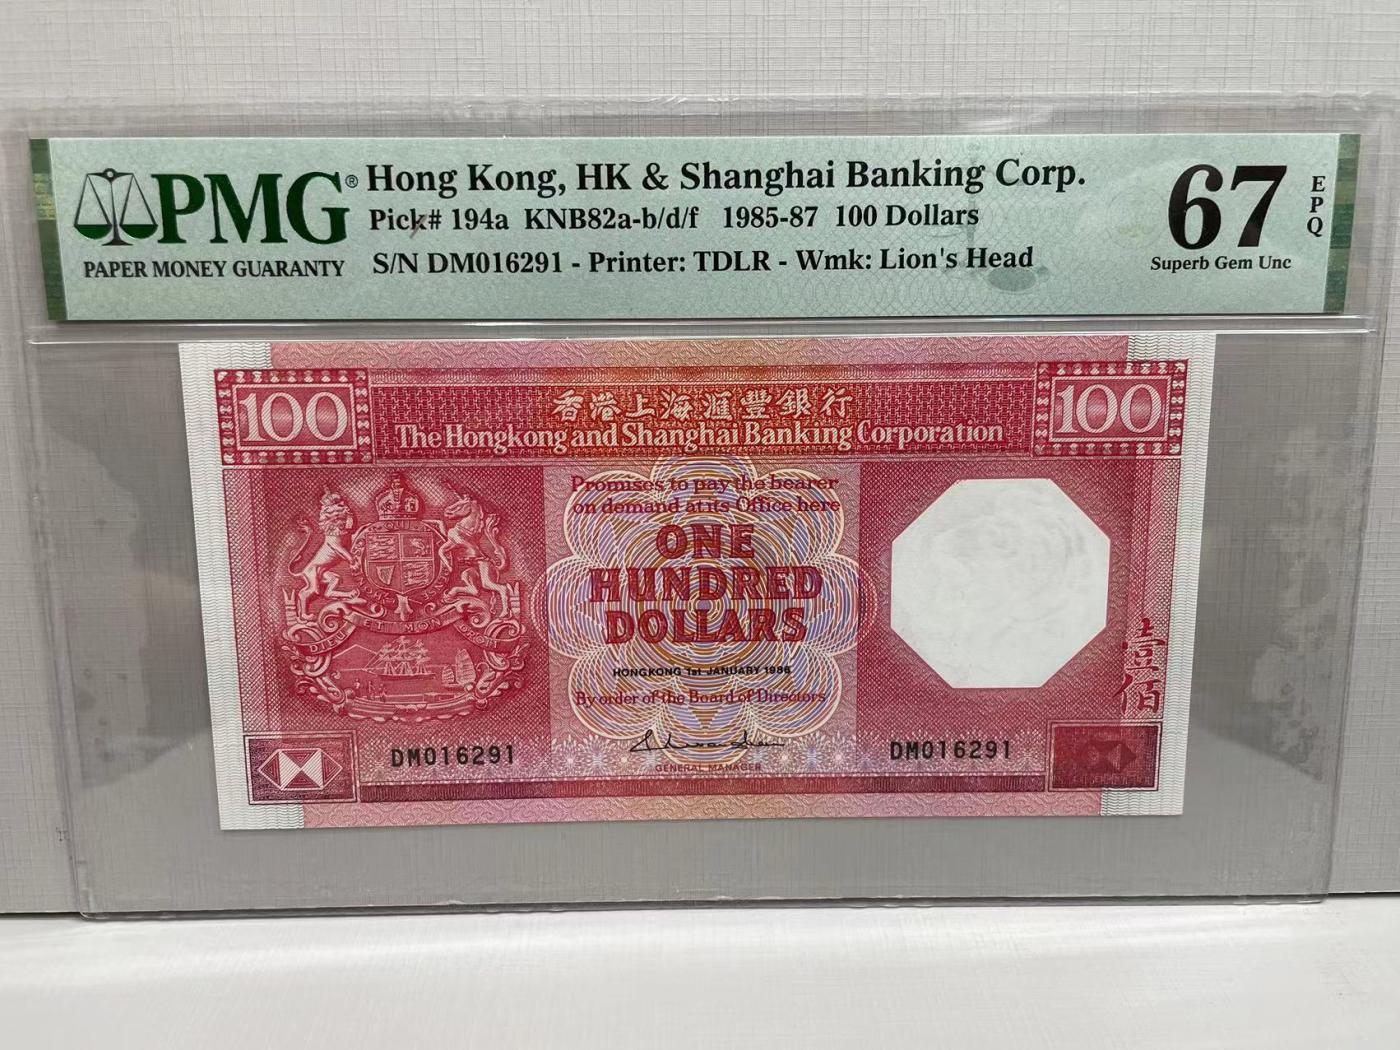 PMG®
PAPER MONEY GUARANTY
Hong Kong, HK & Shanghai Banking Corp.
Pick# 194a KNB82a-b/d/f 1985-87 100 Dollars
S/N DM016291 - Printer: TDLR - Wmk: Lion's Head
67
EPQ
Superb Gem Unc
100
香港上海滙豐銀行
100
The Hongkong and Shanghai Banking Corporation
Promises to pay the bearer
on demand at its Office here
ONE
HUNDRED
DOLLARS
DIEU ET MON
HONGKONG 1st JANUARY 1986
By order of the Board of Directors
壹佰
DM016291
DM016291
GENERAL MANAGER